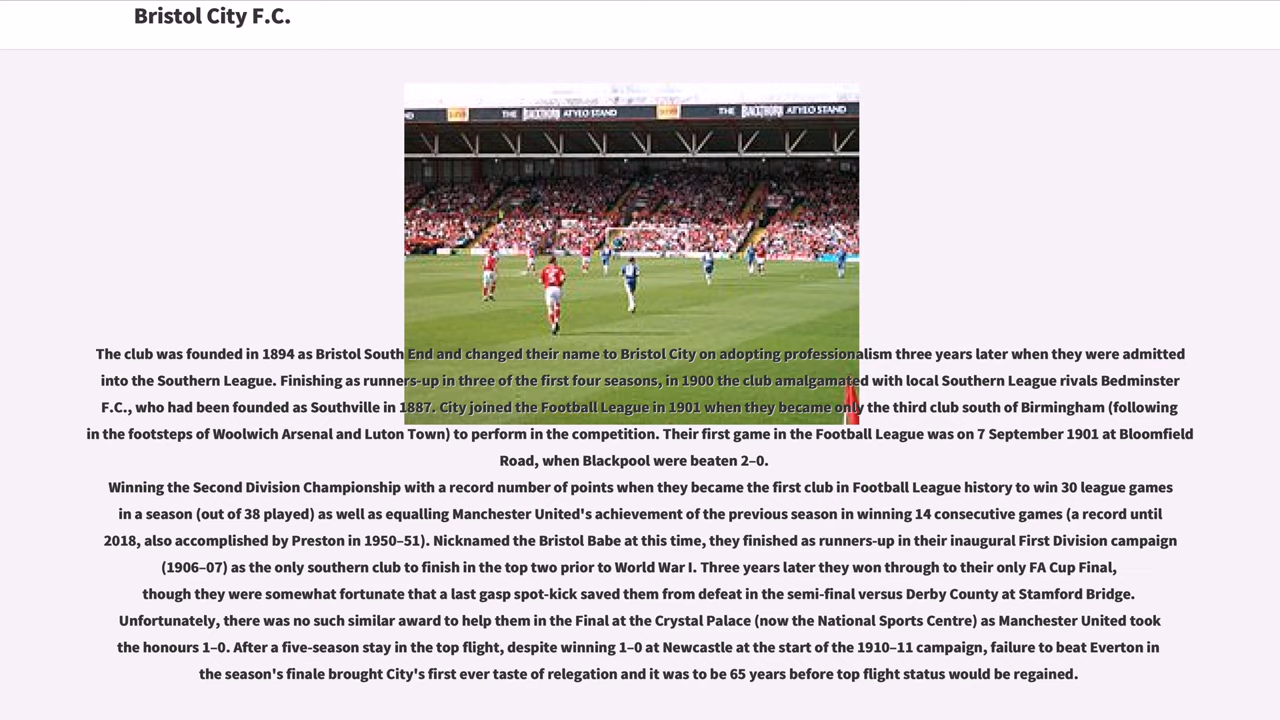 Bristol City F.C.
THE ATYEO STAND THE ATYEO STAND
The club was founded in 1894 as Bristol South End and changed their name to Bristol City on adopting professionalism three years later when they were admitted
into the Southern League. Finishing as runners-up in three of the first four seasons, in 1900 the club amalgamated with local Southern League rivals Bedminster
F.C., who had been founded as Southville in 1887. City joined the Football League in 1901 when they became only the third club south of Birmingham (following
in the footsteps of Woolwich Arsenal and Luton Town) to perform in the competition. Their first game in the Football League was on 7 September 1901 at Bloomfield
Road, when Blackpool were beaten 2–0.
Winning the Second Division Championship with a record number of points when they became the first club in Football League history to win 30 league games
in a season (out of 38 played) as well as equalling Manchester United's achievement of the previous season in winning 14 consecutive games (a record until
2018, also accomplished by Preston in 1950–51). Nicknamed the Bristol Babe at this time, they finished as runners-up in their inaugural First Division campaign
(1906–07) as the only southern club to finish in the top two prior to World War I. Three years later they won through to their only FA Cup Final,
though they were somewhat fortunate that a last gasp spot-kick saved them from defeat in the semi-final versus Derby County at Stamford Bridge.
Unfortunately, there was no such similar award to help them in the Final at the Crystal Palace (now the National Sports Centre) as Manchester United took
the honours 1–0. After a five-season stay in the top flight, despite winning 1–0 at Newcastle at the start of the 1910–11 campaign, failure to beat Everton in
the season's finale brought City's first ever taste of relegation and it was to be 65 years before top flight status would be regained.